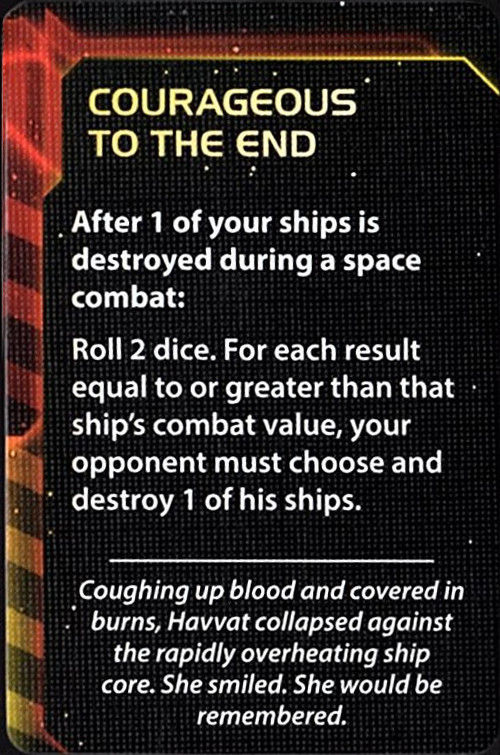 COURAGEOUS
TO THE END
After 1 of your ships is
destroyed during a space
combat:
Roll 2 dice. For each result
equal to or greater than that
ship's combat value, your
opponent must choose and
destroy 1 of his ships.
Coughing up blood and covered in
burns, Havvat collapsed against
the rapidly overheating ship
core. She smiled. She would be
remembered.